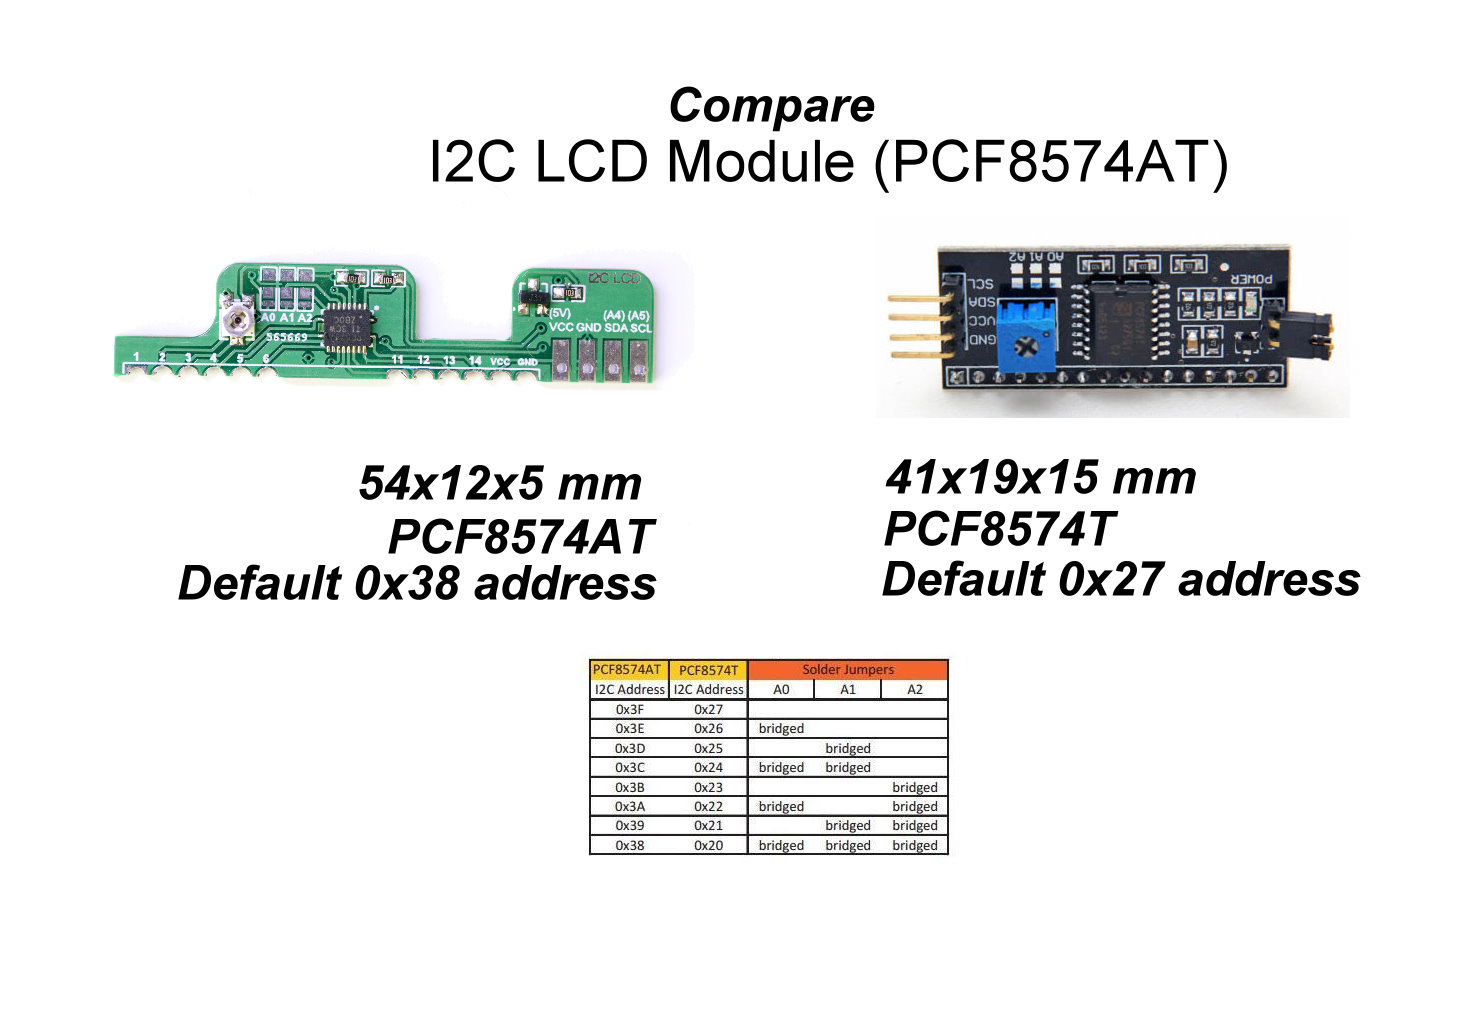 Compare
I2C LCD Module (PCF8574AT)
I2C LCD
A0 A1 A2
565669
(5V)
(A4) (A5)
VCC GND SDA SCL
1 2 3 4 5 6 11 12 13 14 VCC GND
A0 A1 A2
SCL
SDA
VCC
GND
POWER
54x12x5 mm
PCF8574AT
Default 0x38 address
41x19x15 mm
PCF8574T
Default 0x27 address
PCF8574AT PCF8574T Solder Jumpers
I2C Address I2C Address A0 A1 A2
0x3F 0x27
0x3E 0x26 bridged
0x3D 0x25 bridged
0x3C 0x24 bridged bridged
0x3B 0x23 bridged
0x3A 0x22 bridged bridged
0x39 0x21 bridged bridged
0x38 0x20 bridged bridged bridged